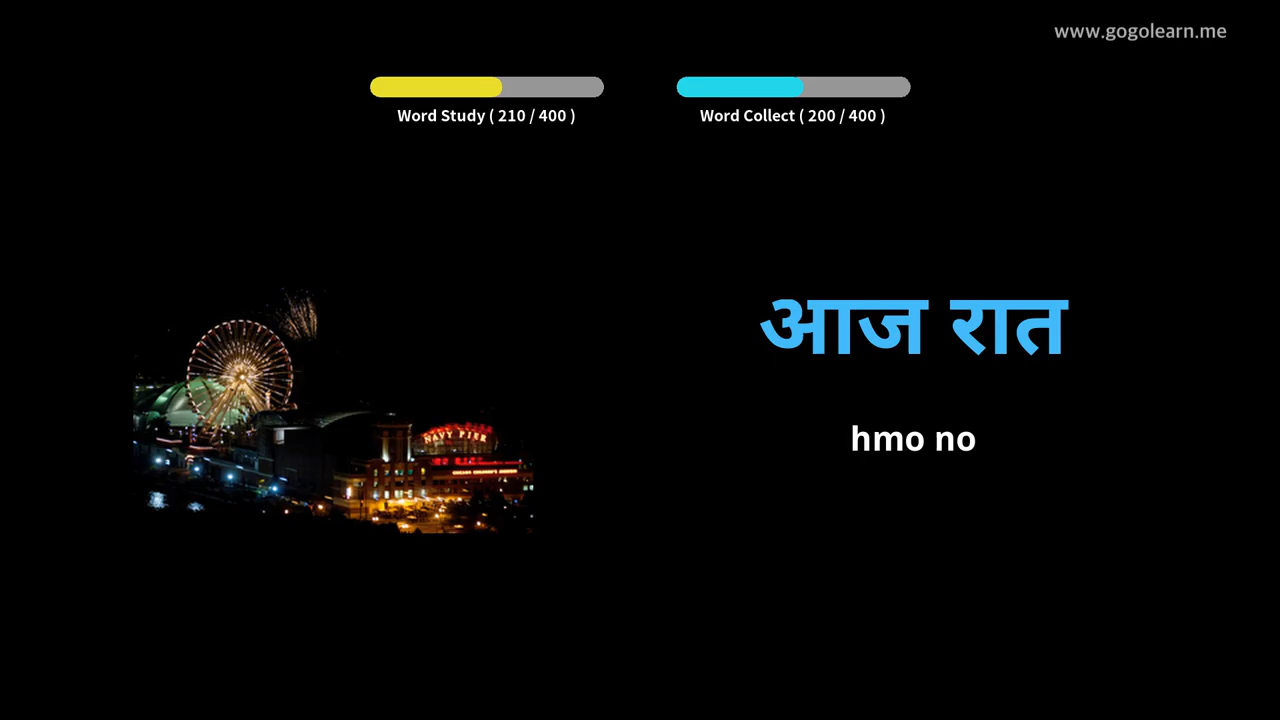 www.gogolearn.me
Word Study ( 210 / 400 )
Word Collect ( 200 / 400 )
आज रात
hmo no
NAVY PIER